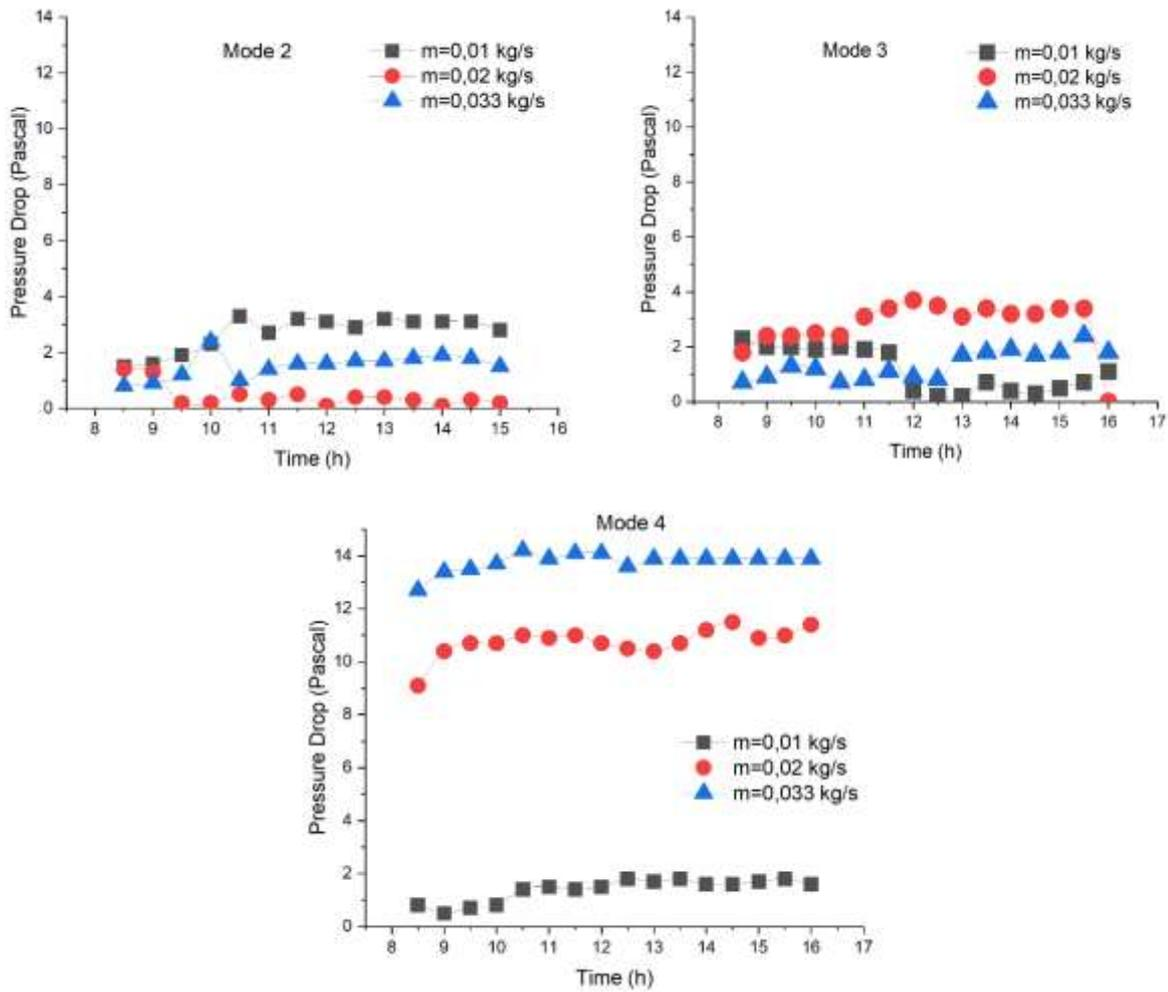 Mode 2
m=0,01 kg/s
m=0,02 kg/s
m=0,033 kg/s
Pressure Drop (Pascal)
14
12
10
8
6
4
2
0
8 9 10 11 12 13 14 15 16
Time (h)
Mode 3
m=0,01 kg/s
m=0,02 kg/s
m=0,033 kg/s
Pressure Drop (Pascal)
14
12
10
8
6
4
2
0
8 9 10 11 12 13 14 15 16 17
Time (h)
Mode 4
Pressure Drop (Pascal)
14
12
10
8
6
4
2
0
m=0,01 kg/s
m=0,02 kg/s
m=0,033 kg/s
8 9 10 11 12 13 14 15 16 17
Time (h)